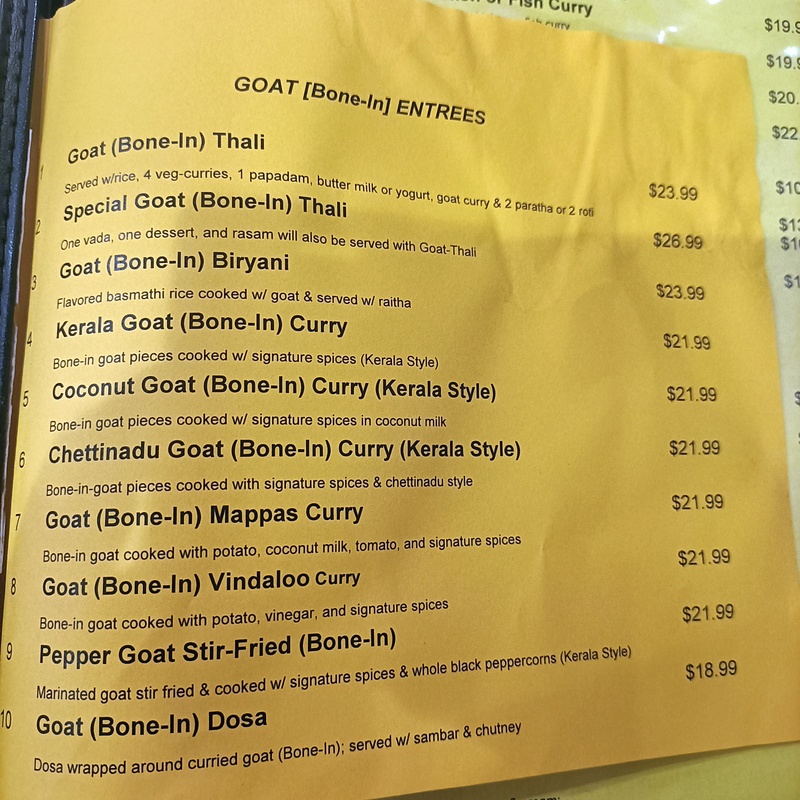 Fish Curry
GOAT [Bone-In] ENTREES
1 Goat (Bone-In) Thali
Served w/rice, 4 veg-curries, 1 papadam, butter milk or yogurt, goat curry & 2 paratha or 2 roti $23.99
2 Special Goat (Bone-In) Thali
One vada, one dessert, and rasam will also be served with Goat-Thali $26.99
3 Goat (Bone-In) Biryani
Flavored basmathi rice cooked w/ goat & served w/ raitha $23.99
4 Kerala Goat (Bone-In) Curry
Bone-in goat pieces cooked w/ signature spices (Kerala Style) $21.99
5 Coconut Goat (Bone-In) Curry (Kerala Style)
Bone-in goat pieces cooked w/ signature spices in coconut milk $21.99
6 Chettinadu Goat (Bone-In) Curry (Kerala Style)
Bone-in-goat pieces cooked with signature spices & chettinadu style $21.99
7 Goat (Bone-In) Mappas Curry
Bone-in goat cooked with potato, coconut milk, tomato, and signature spices $21.99
8 Goat (Bone-In) Vindaloo Curry
Bone-in goat cooked with potato, vinegar, and signature spices $21.99
9 Pepper Goat Stir-Fried (Bone-In)
Marinated goat stir fried & cooked w/ signature spices & whole black peppercorns (Kerala Style) $21.99
10 Goat (Bone-In) Dosa
Dosa wrapped around curried goat (Bone-In); served w/ sambar & chutney $18.99